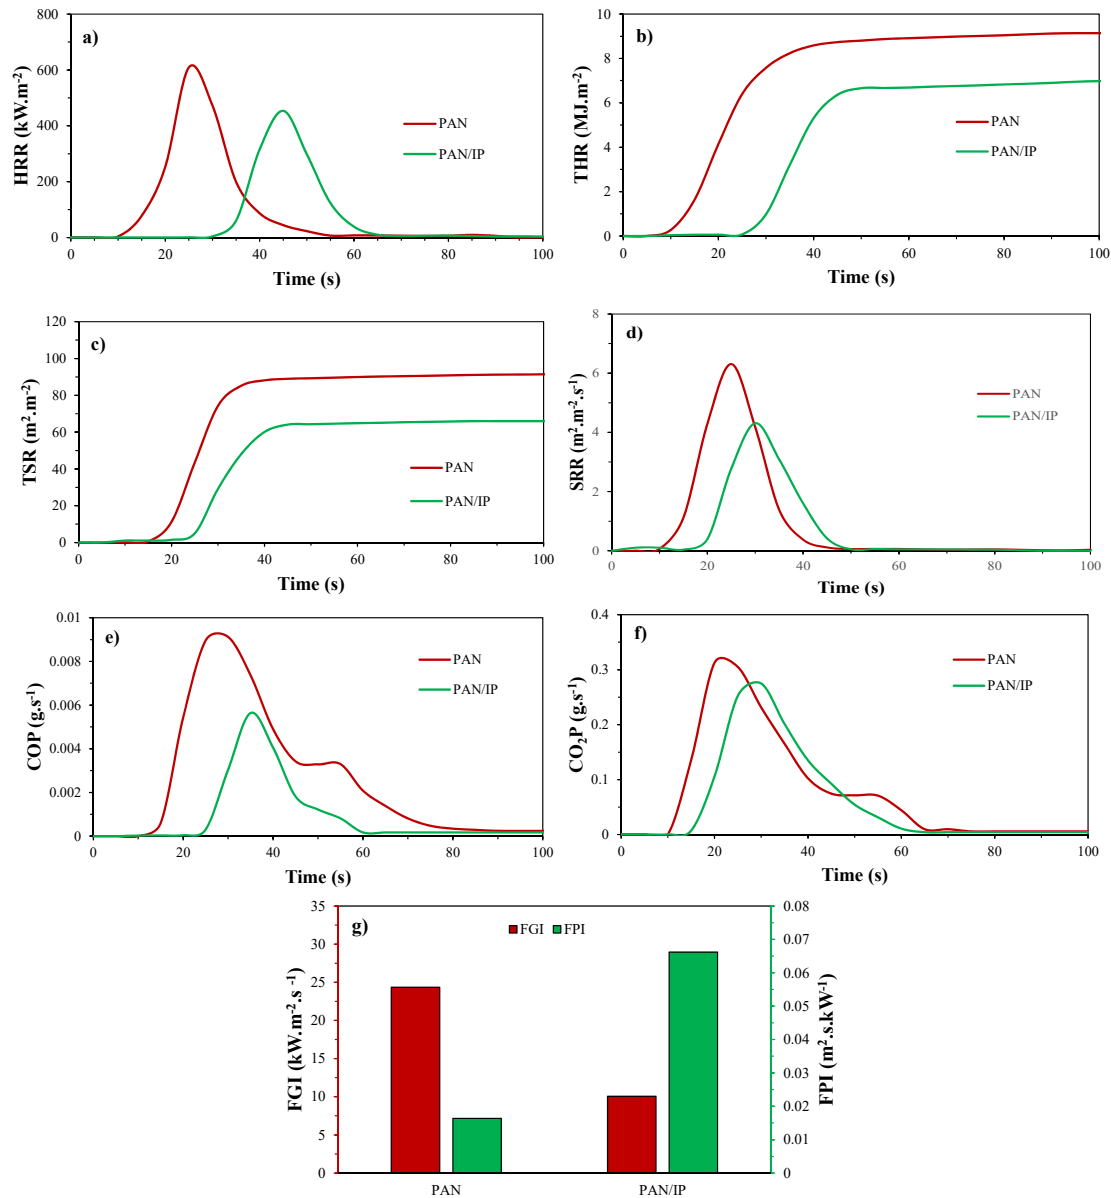 a)
HRR (kW.m-2)
800
600
400
200
0
0 20 40 60 80 100
Time (s)
PAN
PAN/IP
b)
THR (MJ.m-2)
10
9
8
7
6
5
4
3
2
1
0
0 20 40 60 80 100
Time (s)
PAN
PAN/IP
c)
TSR (m2.m-2)
120
100
80
60
40
20
0
0 20 40 60 80 100
Time (s)
PAN
PAN/IP
d)
SRR (m2.m-2.s-1)
8
6
4
2
0
0 20 40 60 80 100
Time (s)
PAN
PAN/IP
e)
COP (g.s-1)
0.01
0.008
0.006
0.004
0.002
0
0 20 40 60 80 100
Time (s)
PAN
PAN/IP
f)
CO2P (g.s-1)
0.4
0.3
0.2
0.1
0
0 20 40 60 80 100
Time (s)
PAN
PAN/IP
g)
FGI FPI
FGI (kW.m-2.s -1)
35
30
25
20
15
10
5
0
FPI (m2.s.kW-1)
0.08
0.07
0.06
0.05
0.04
0.03
0.02
0.01
0
PAN PAN/IP